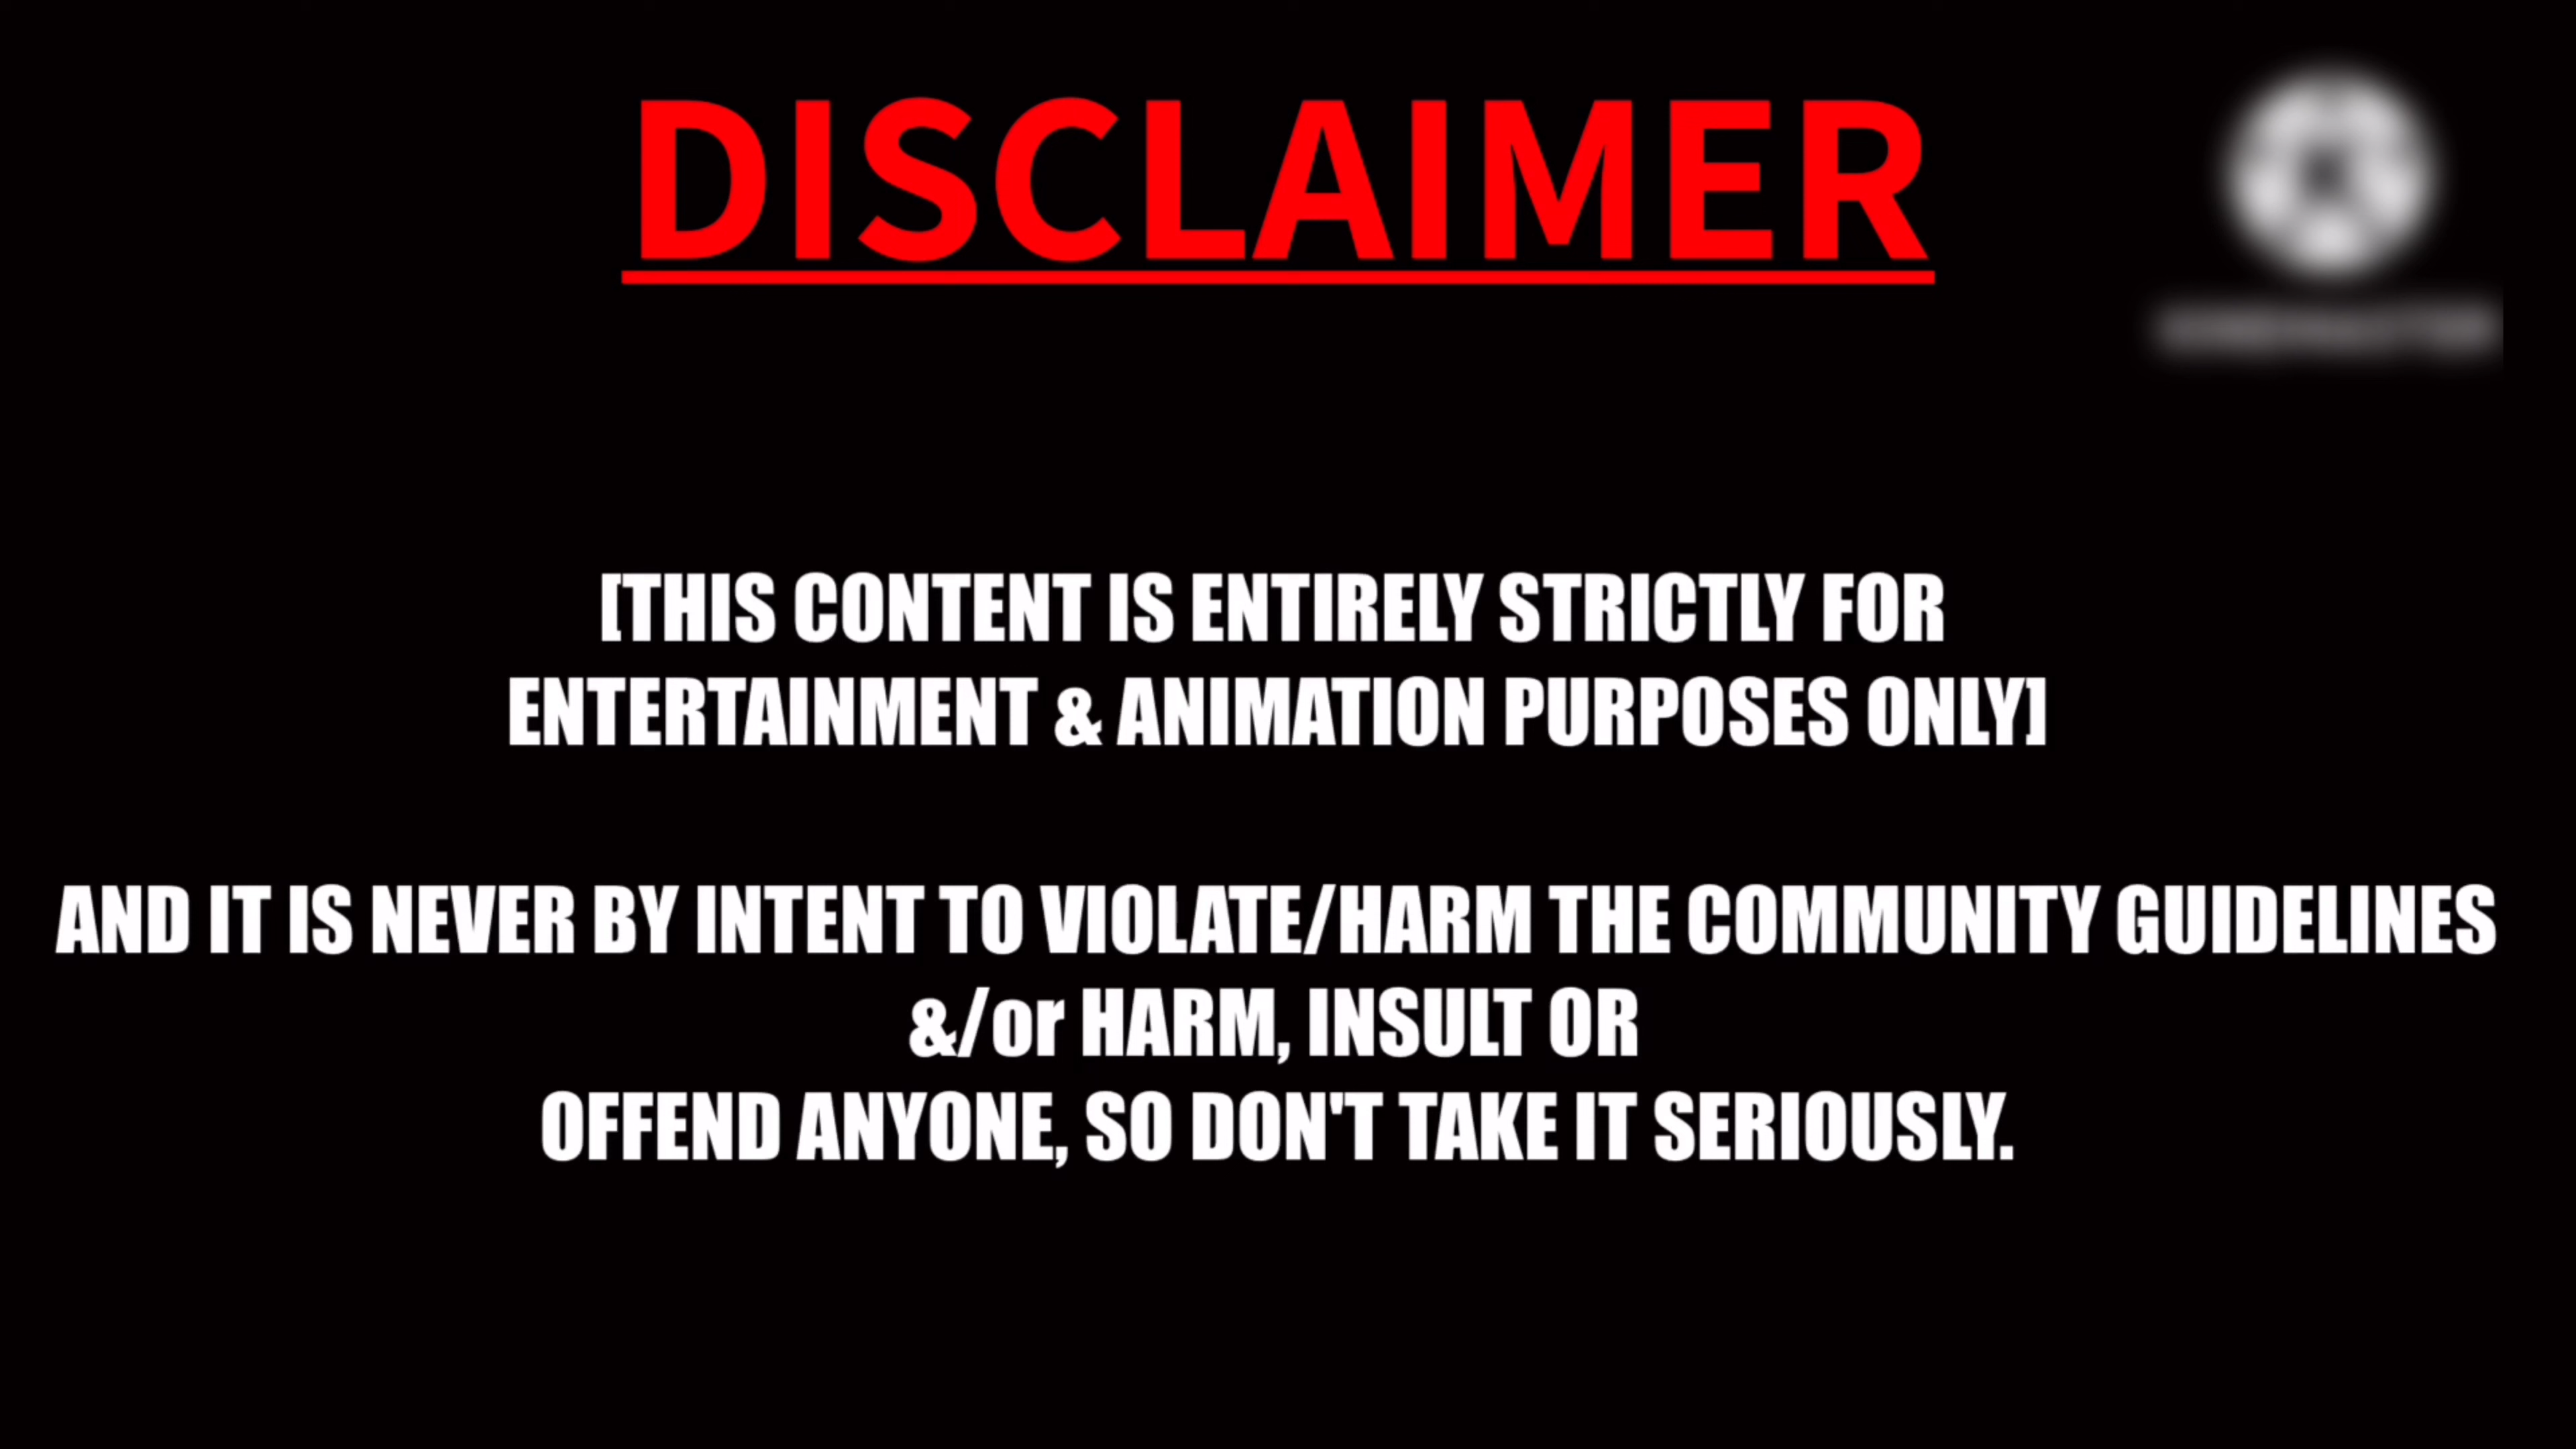 DISCLAIMER
[THIS CONTENT IS ENTIRELY STRICTLY FOR
ENTERTAINMENT & ANIMATION PURPOSES ONLY]
AND IT IS NEVER BY INTENT TO VIOLATE/HARM THE COMMUNITY GUIDELINES
&/or HARM, INSULT OR
OFFEND ANYONE, SO DON'T TAKE IT SERIOUSLY.